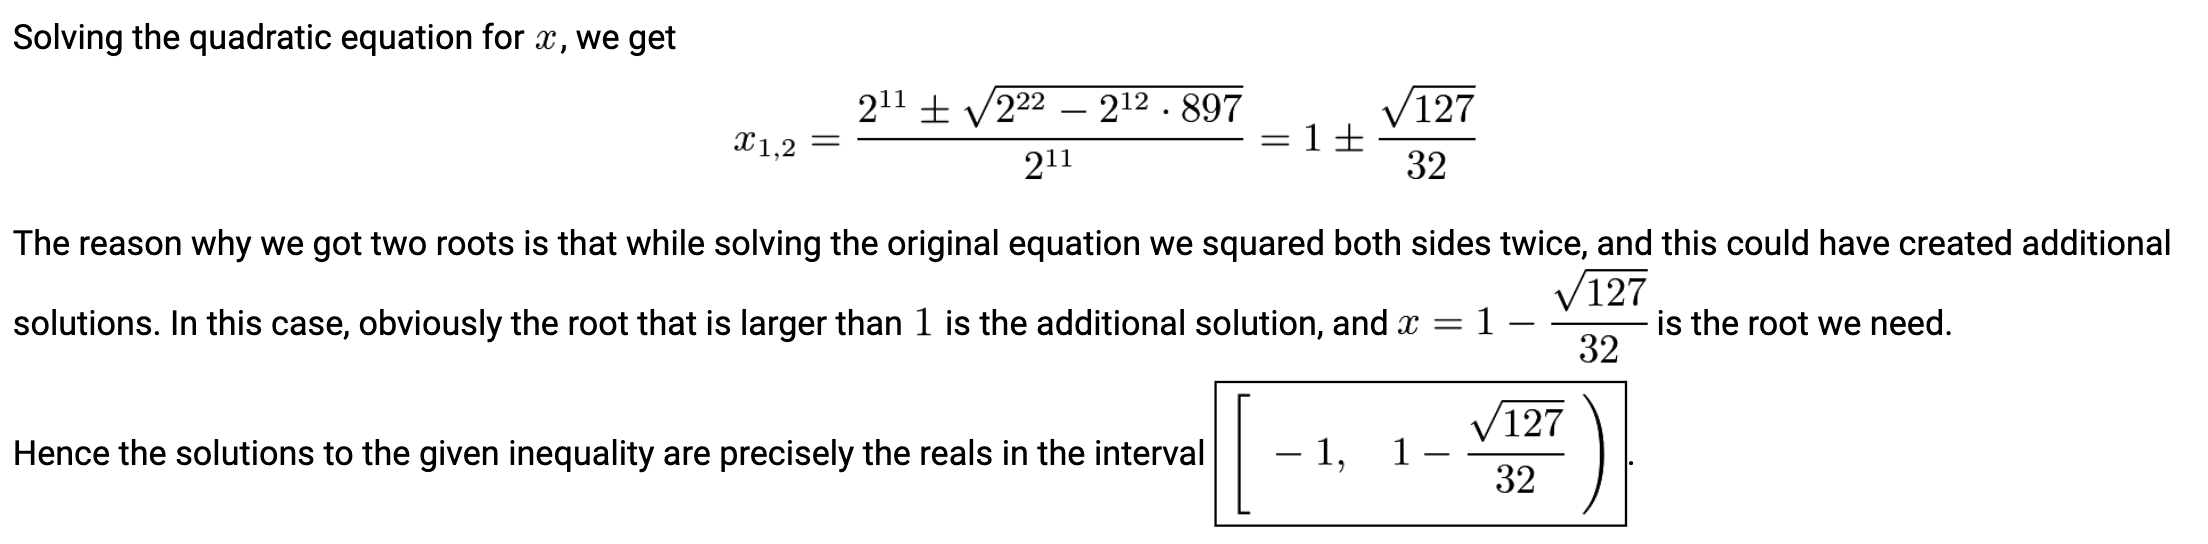 Solving the quadratic equation for $x$, we get
$$x_{1,2} = \frac{2^{11} \pm \sqrt{2^{22} - 2^{12} \cdot 897}}{2^{11}} = 1 \pm \frac{\sqrt{127}}{32}$$
The reason why we got two roots is that while solving the original equation we squared both sides twice, and this could have created additional
solutions. In this case, obviously the root that is larger than $1$ is the additional solution, and $x = 1 - \frac{\sqrt{127}}{32}$ is the root we need.
Hence the solutions to the given inequality are precisely the reals in the interval $\boxed{\left[ -1, \quad 1 - \frac{\sqrt{127}}{32} \right)}$.